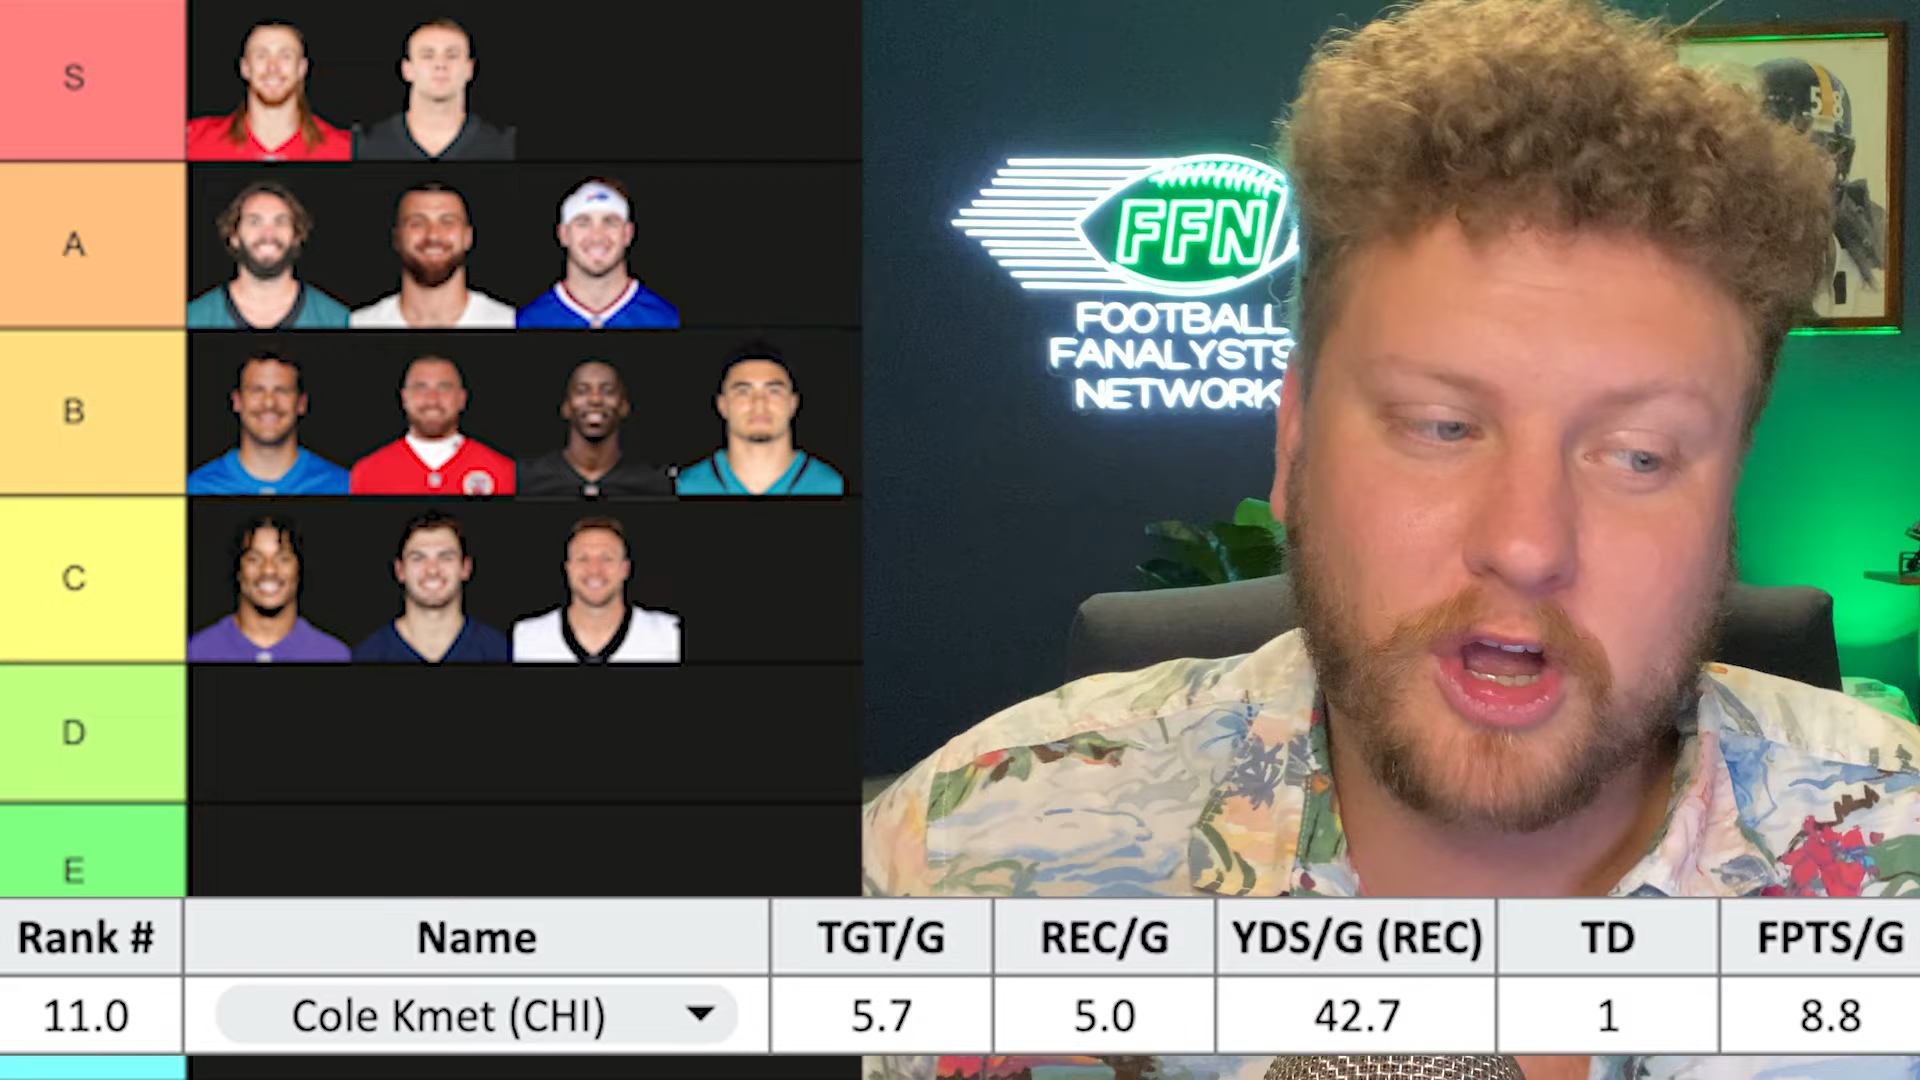 S
A
B
C
D
E
FFN
FOOTBALL
FANALYSTS
NETWORK
58
Rank # Name TGT/G REC/G YDS/G (REC) TD FPTS/G
11.0 Cole Kmet (CHI) 5.7 5.0 42.7 1 8.8